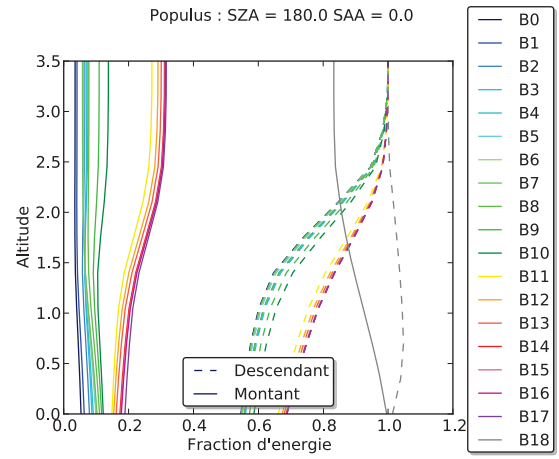 Populus : SZA = 180.0 SAA = 0.0
Altitude
3.5
3.0
2.5
2.0
1.5
1.0
0.5
0.0
0.0
0.2
0.4
0.6
0.8
1.0
1.2
Fraction d'energie
Descendant
Montant
B0
B1
B2
B3
B4
B5
B6
B7
B8
B9
B10
B11
B12
B13
B14
B15
B16
B17
B18